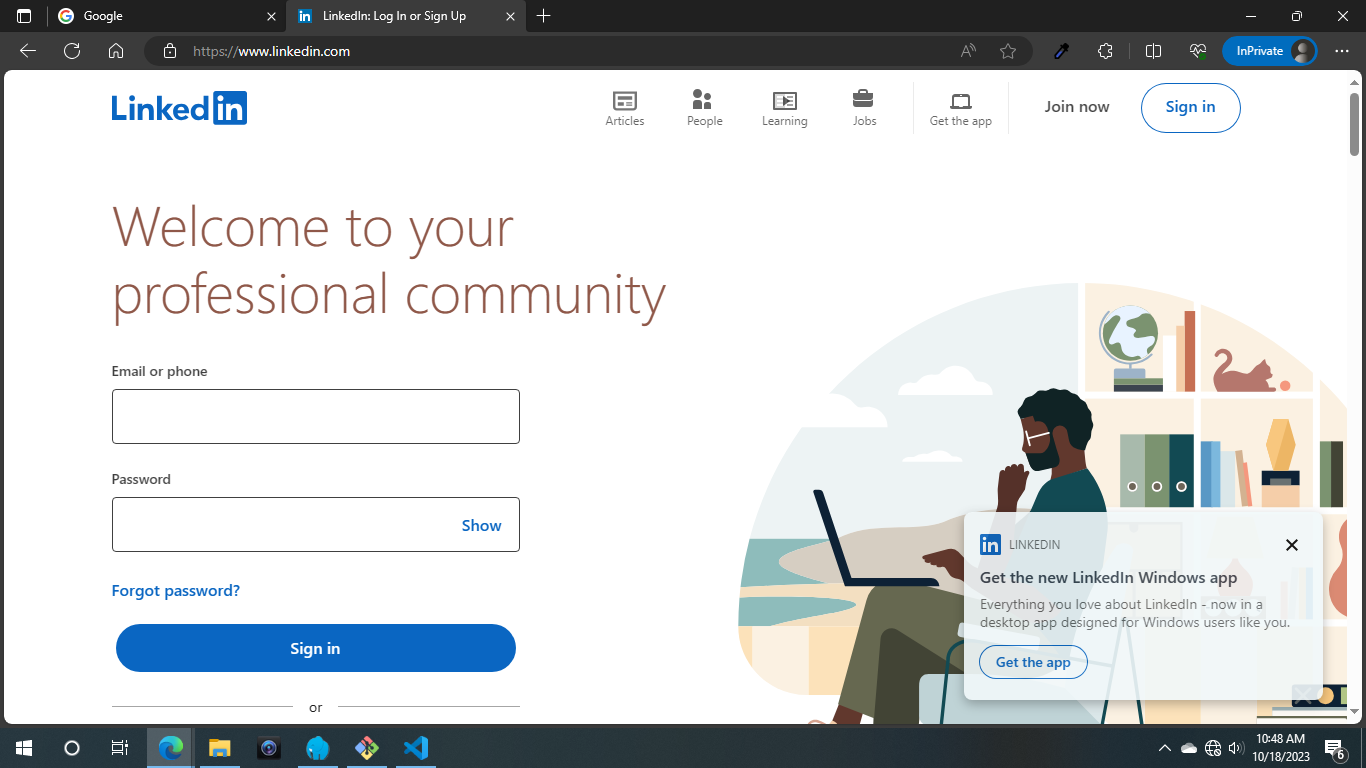 Google
LinkedIn: Log In or Sign Up
https://www.linkedin.com
InPrivate
LinkedIn
Articles
People
Learning
Jobs
Get the app
Join now
Sign in
Welcome to your
professional community
Email or phone
Password
Show
Forgot password?
Sign in
or
LINKEDIN
Get the new LinkedIn Windows app
Everything you love about LinkedIn - now in a
desktop app designed for Windows users like you.
Get the app
10:48 AM
10/18/2023
6